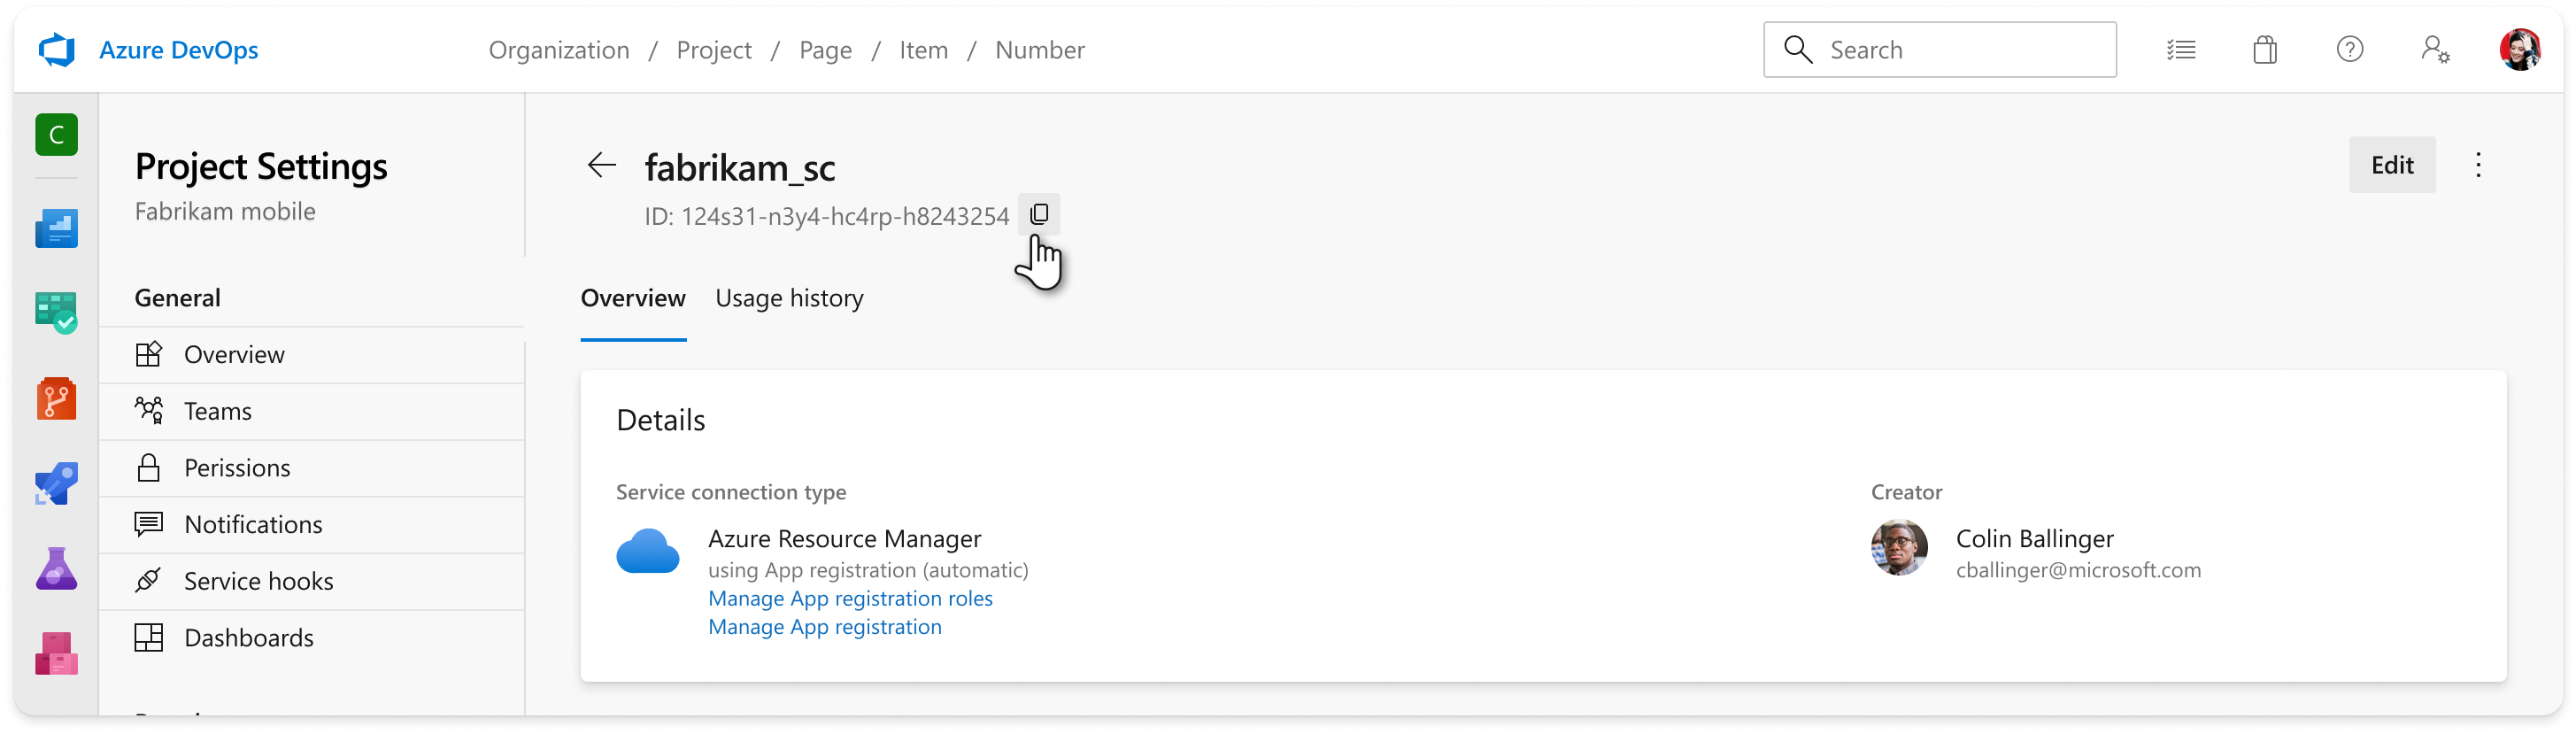 Azure DevOps
Organization / Project / Page / Item / Number
Search
C
Project Settings
Fabrikam mobile
General
Overview
Teams
Perissions
Notifications
Service hooks
Dashboards
fabrikam_sc
ID: 124s31-n3y4-hc4rp-h8243254
Edit
Overview Usage history
Details
Service connection type
Azure Resource Manager
using App registration (automatic)
Manage App registration roles
Manage App registration
Creator
Colin Ballinger
cballinger@microsoft.com